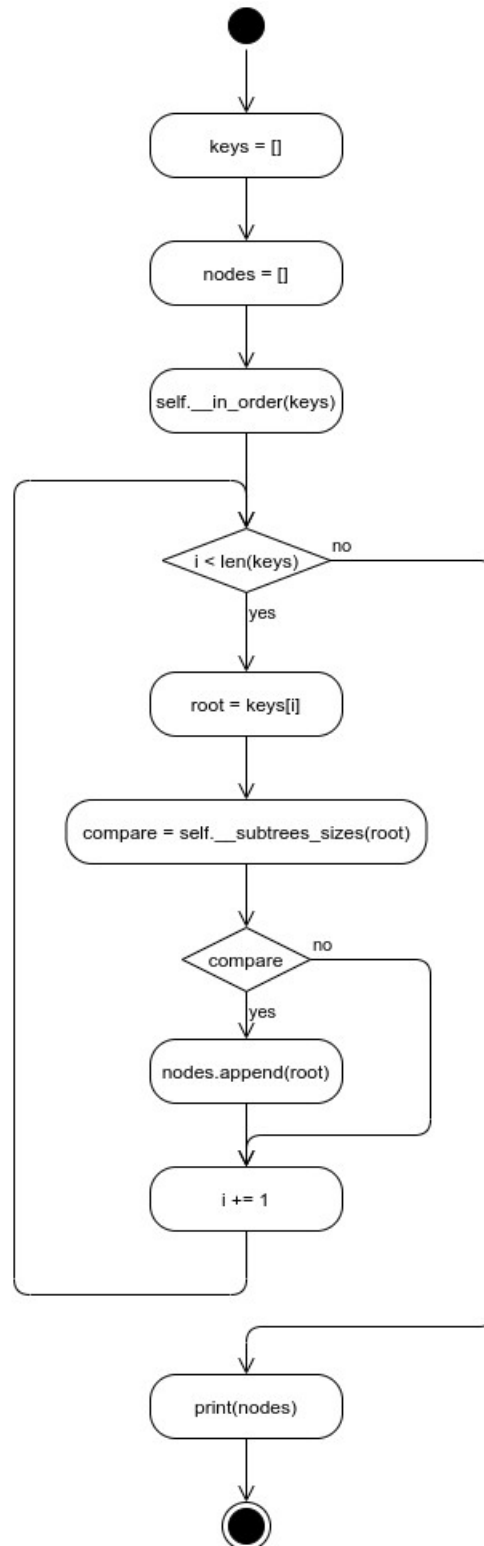 keys = []
nodes = []
self.__in_order(keys)
i < len(keys)
no
yes
root = keys[i]
compare = self.__subtrees_sizes(root)
compare
no
yes
nodes.append(root)
i += 1
print(nodes)